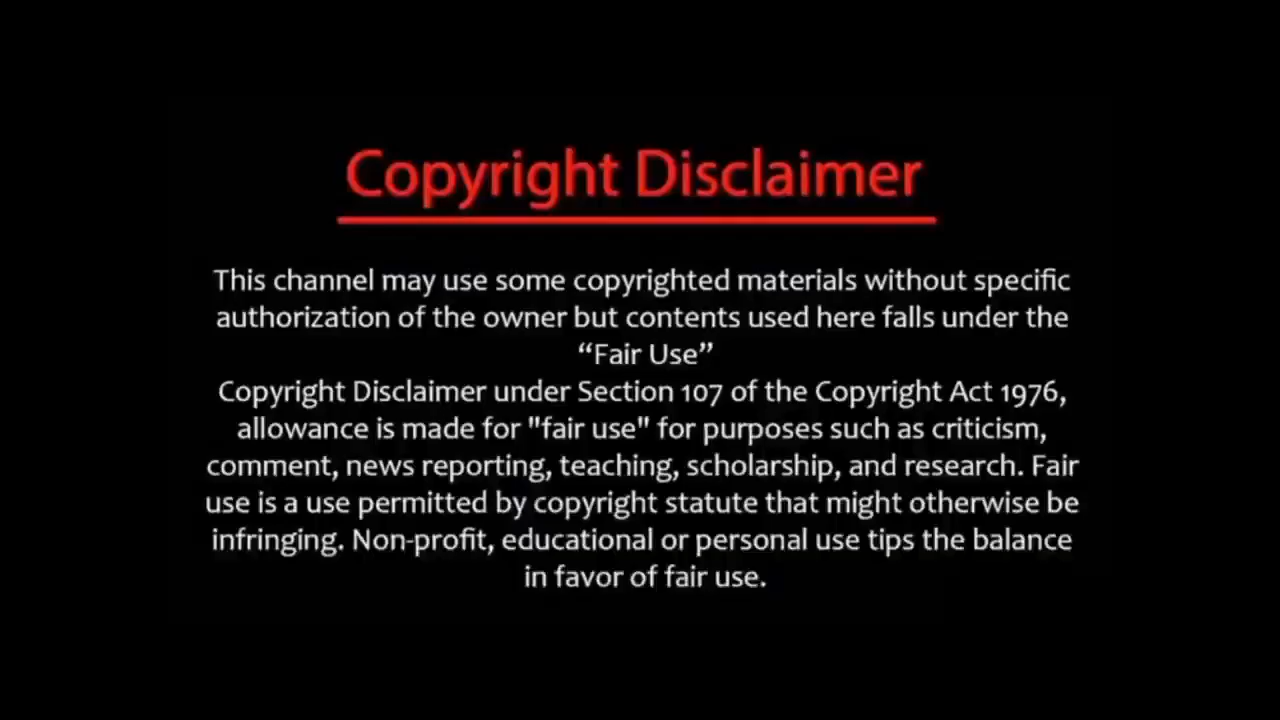 Copyright Disclaimer
This channel may use some copyrighted materials without specific
authorization of the owner but contents used here falls under the
“Fair Use”
Copyright Disclaimer under Section 107 of the Copyright Act 1976,
allowance is made for "fair use" for purposes such as criticism,
comment, news reporting, teaching, scholarship, and research. Fair
use is a use permitted by copyright statute that might otherwise be
infringing. Non-profit, educational or personal use tips the balance
in favor of fair use.